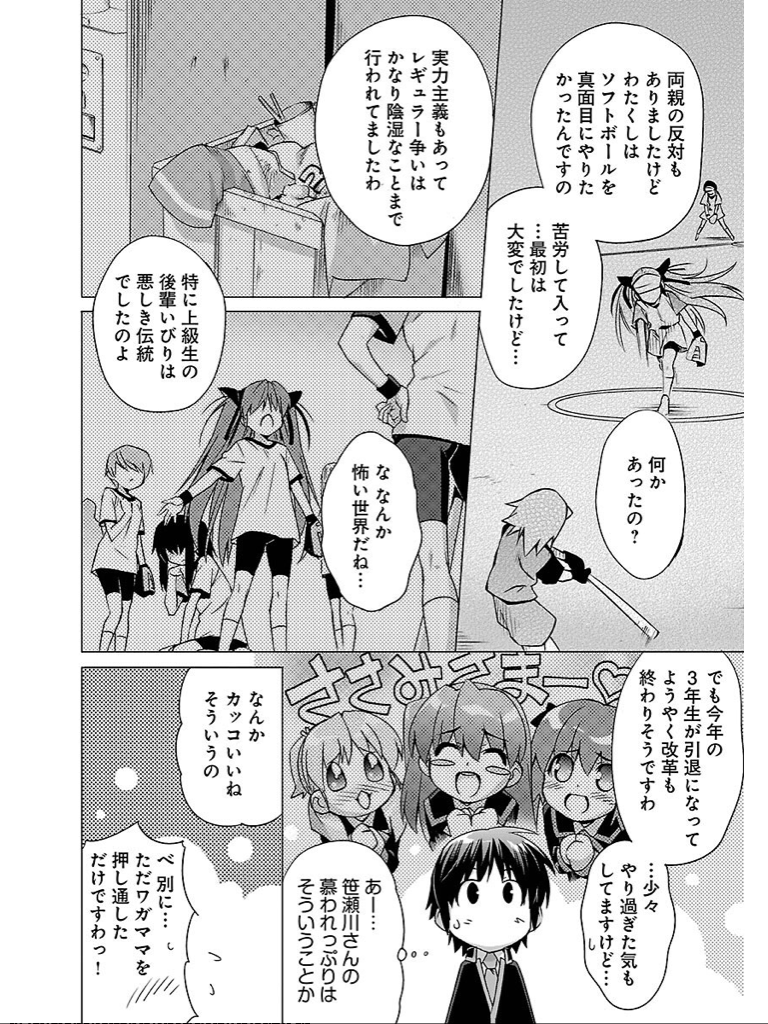 両親の反対も
ありましたけど
わたくしは
ソフトボールを
真面目にやりた
かったんですの
苦労して入って
…最初は
大変でしたけど…
何か
あったの？
実力主義もあって
レギュラー争いは
かなり陰湿なことまで
行われてましたわ
特に上級生の
後輩いびりは
悪しき伝統
でしたのよ
な なんか
怖い世界だね…
でも今年の
3年生が引退になって
ようやく改革も
終わりそうですわ
…少々
やり過ぎた気も
してますけど…
ささみさまー♡
あー…
笹瀬川さんの
慕われっぷりは
そういうことか
なんか
カッコいいね
そういうの
べ 別に…
ただワガママを
押し通した
だけですわっ！